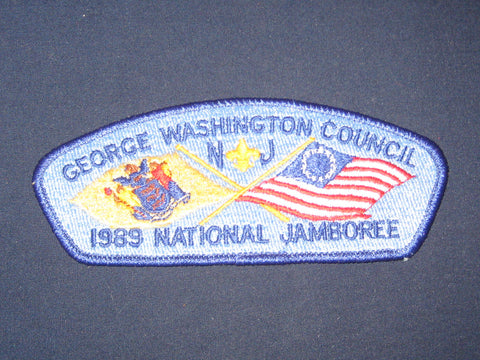 GEORGE WASHINGTON COUNCIL
N J
1989 NATIONAL JAMBOREE